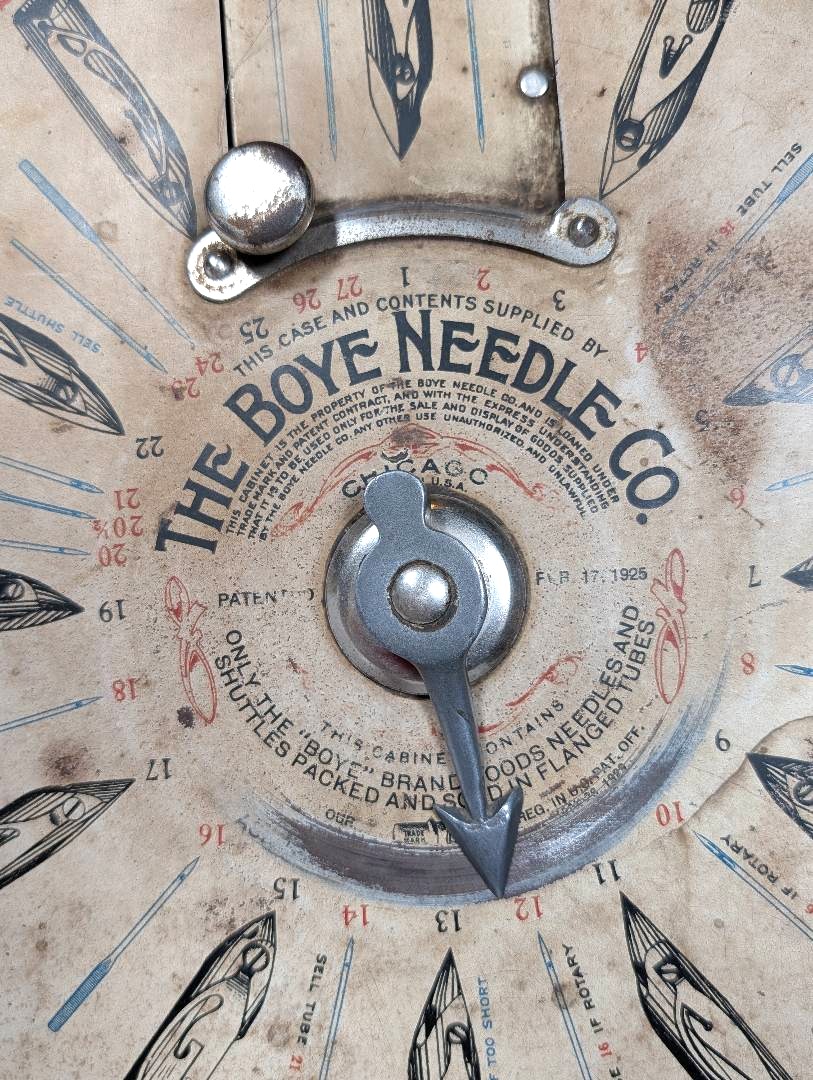 THIS CASE AND CONTENTS SUPPLIED BY
THE BOYE NEEDLE CO.
THIS CABINET IS THE PROPERTY OF THE BOYE NEEDLE CO. AND IS LOANED UNDER
TRADE MARK AND PATENT CONTRACT, AND WITH THE EXPRESS UNDERSTANDING
THAT IT IS TO BE USED ONLY FOR THE SALE AND DISPLAY OF GOODS SUPPLIED
BY THE BOYE NEEDLE CO. ANY OTHER USE UNAUTHORIZED AND UNLAWFUL
CHICAGO
U.S.A.
PATENTED FEB. 17, 1925
THIS CABINET CONTAINS
ONLY THE "BOYE" BRAND GOODS NEEDLES AND
SHUTTLES PACKED AND SOLD IN FLANGED TUBES
OUR
TRADE
MARK
REG. IN U.S. PAT. OFF.
1
2
3
4
5
6
7
8
9
10
11
12
13
14
15
16
17
18
19
20
20½
21
22
23
24
25
26
27
SELL TUBE 16 IF ROTARY
SELL SHUTTLE
IF ROTARY
16 IF ROTARY
IF TOO SHORT
SELL TUBE 21